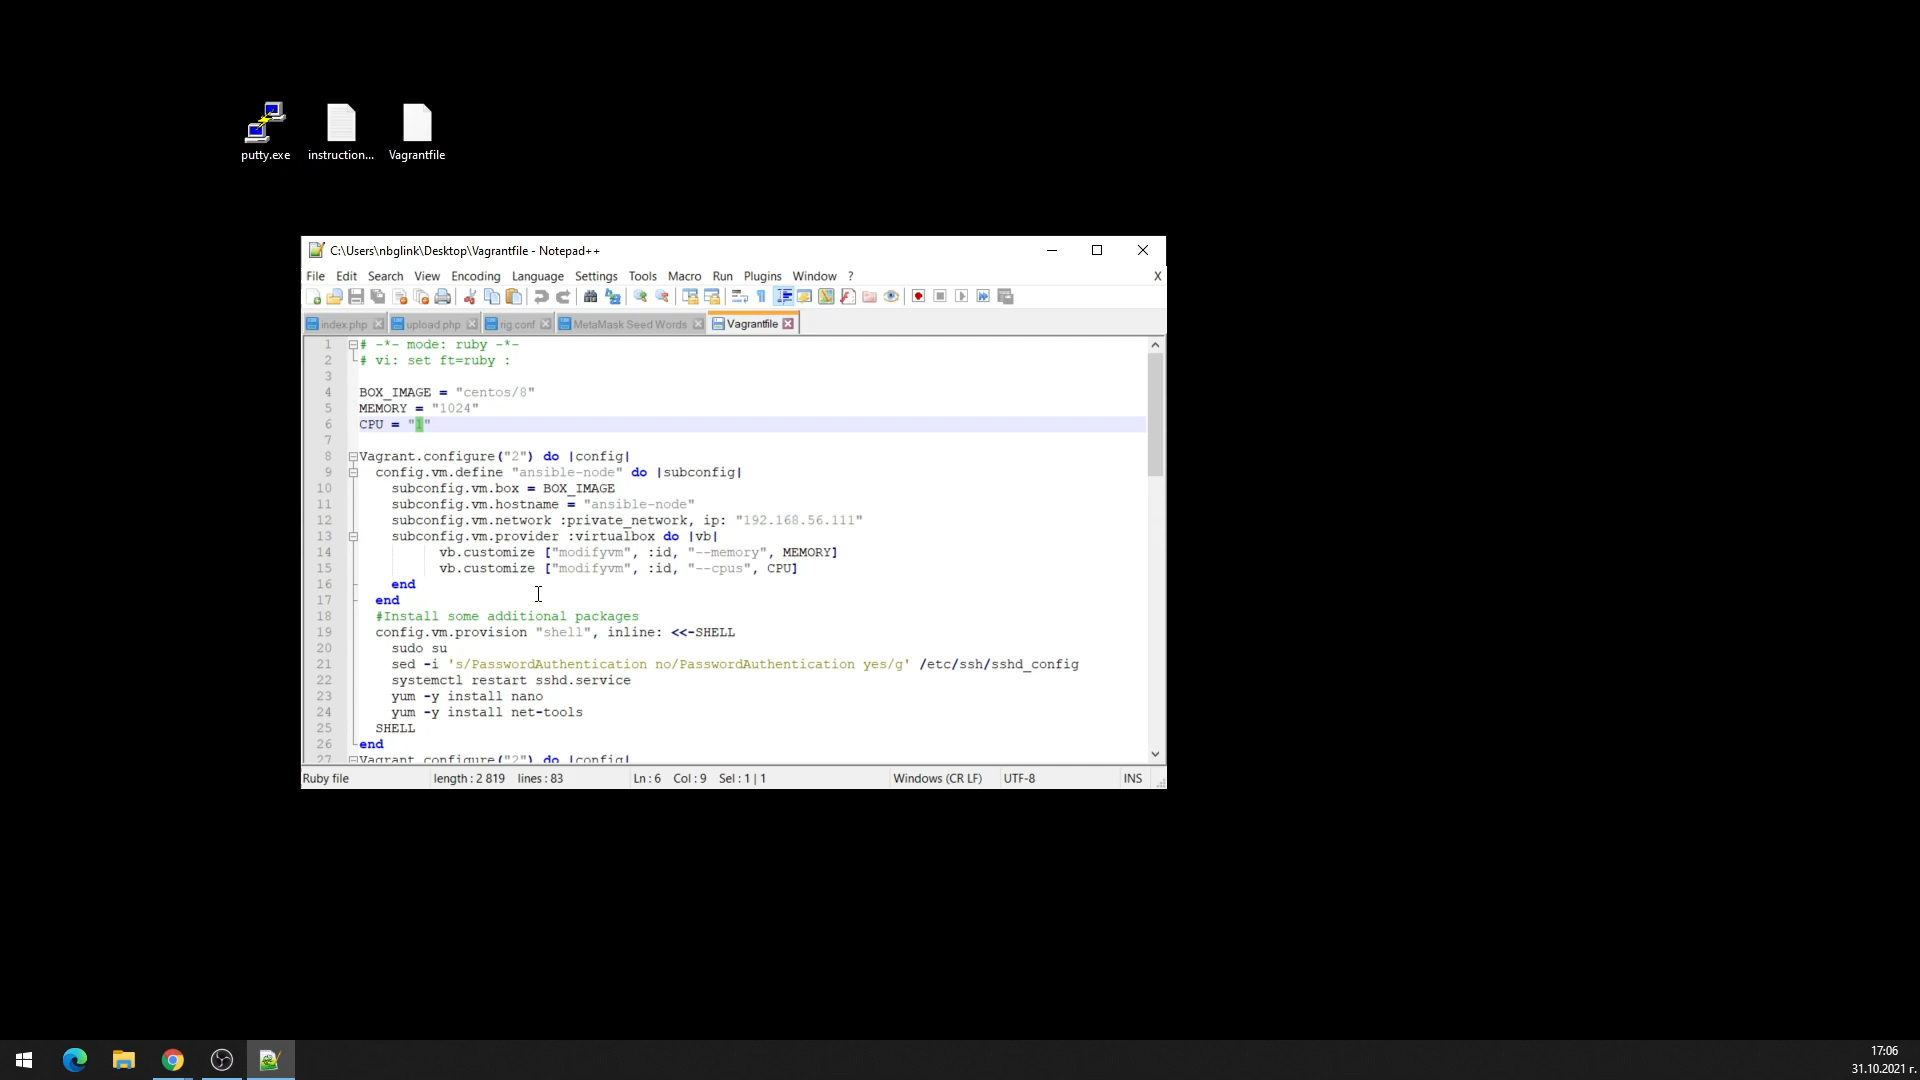 putty.exe
instruction...
Vagrantfile
C:\Users\nbglink\Desktop\Vagrantfile - Notepad++
File Edit Search View Encoding Language Settings Tools Macro Run Plugins Window ? X
index.php upload.php rig.conf MetaMask Seed Words Vagrantfile
1 # -*- mode: ruby -*-
2 # vi: set ft=ruby :
3
4 BOX_IMAGE = "centos/8"
5 MEMORY = "1024"
6 CPU = "1"
7
8 Vagrant.configure("2") do |config|
9 config.vm.define "ansible-node" do |subconfig|
10 subconfig.vm.box = BOX_IMAGE
11 subconfig.vm.hostname = "ansible-node"
12 subconfig.vm.network :private_network, ip: "192.168.56.111"
13 subconfig.vm.provider :virtualbox do |vb|
14 vb.customize ["modifyvm", :id, "--memory", MEMORY]
15 vb.customize ["modifyvm", :id, "--cpus", CPU]
16 end
17 end
18 #Install some additional packages
19 config.vm.provision "shell", inline: <<-SHELL
20 sudo su
21 sed -i 's/PasswordAuthentication no/PasswordAuthentication yes/g' /etc/ssh/sshd_config
22 systemctl restart sshd.service
23 yum -y install nano
24 yum -y install net-tools
25 SHELL
26 end
27 Vagrant.configure("2") do |config|
Ruby file length : 2 819 lines : 83 Ln : 6 Col : 9 Sel : 1 | 1 Windows (CR LF) UTF-8 INS
17:06
31.10.2021 г.